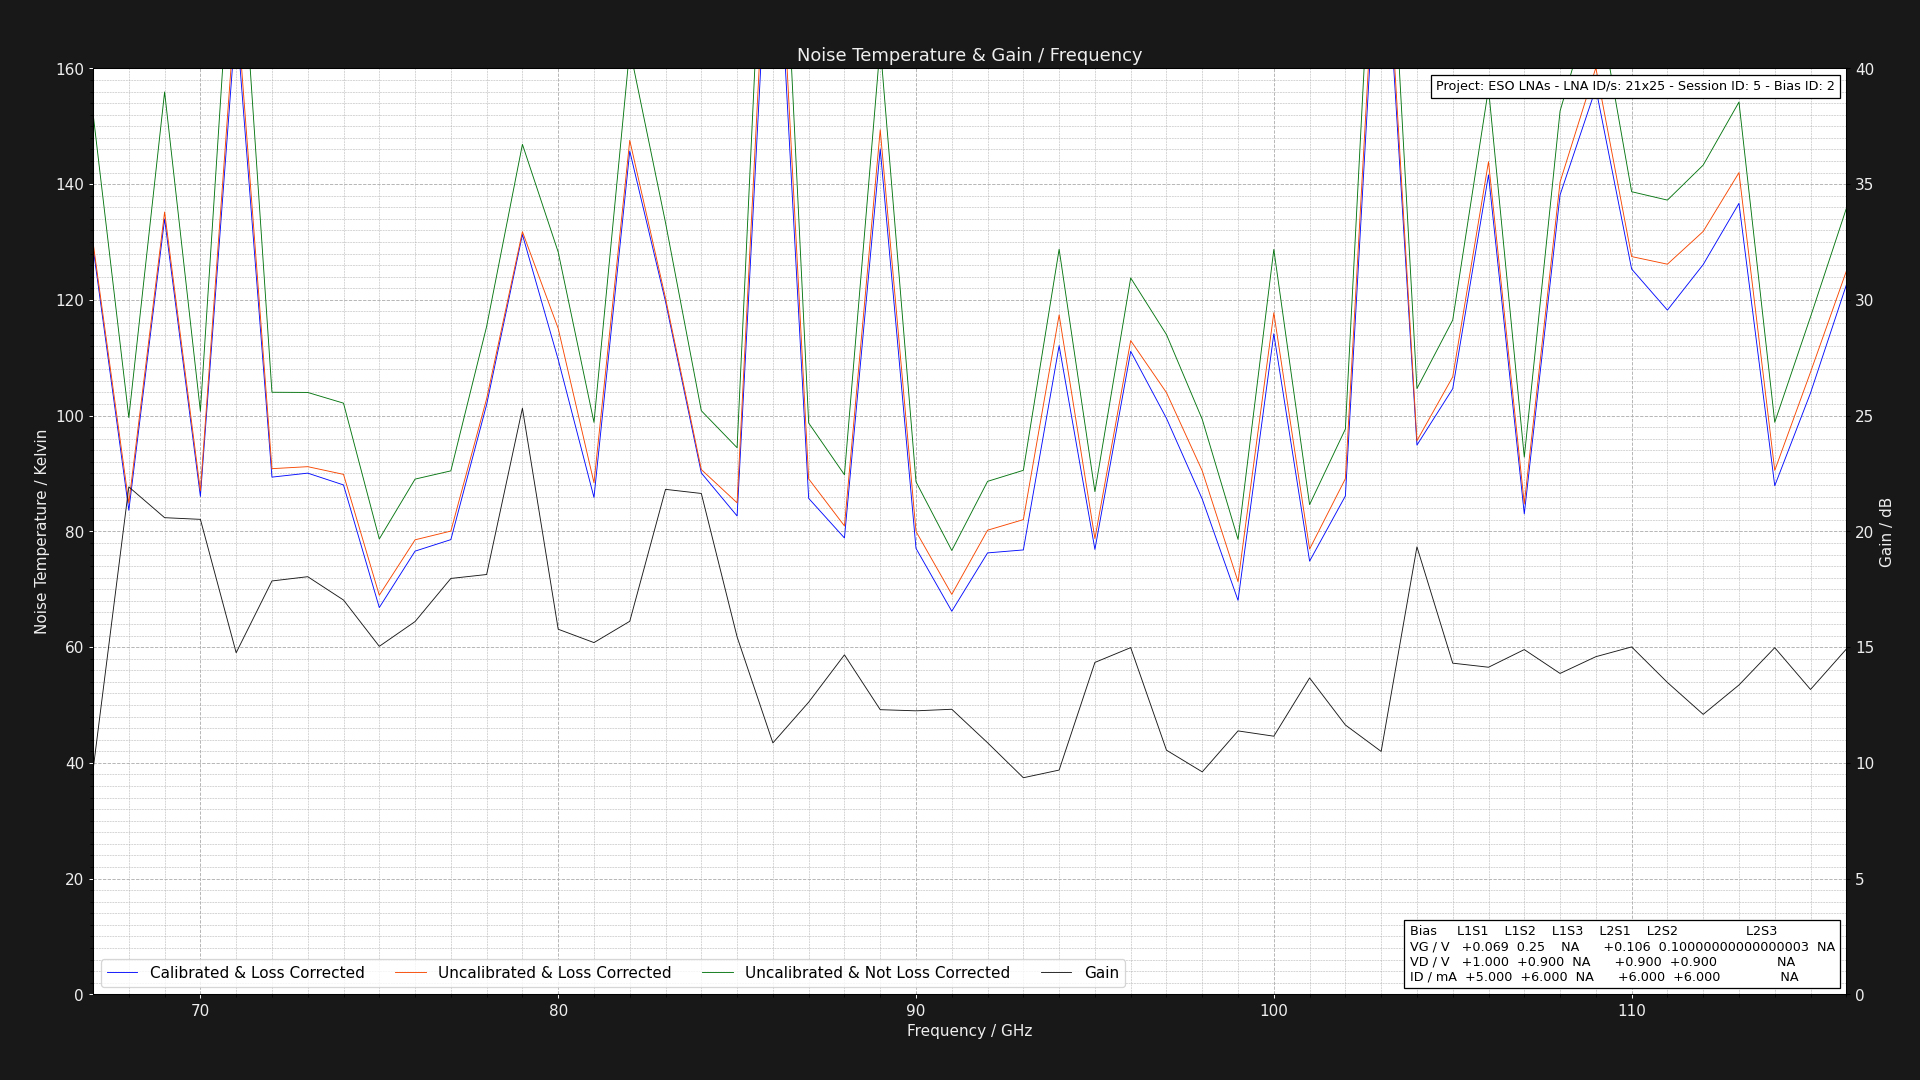 Noise Temperature & Gain / Frequency
Project: ESO LNAs - LNA ID/s: 21x25 - Session ID: 5 - Bias ID: 2
160
140
120
100
80
60
40
20
0
Noise Temperature / Kelvin
40
35
30
25
20
15
10
5
0
Gain / dB
Bias L1S1 L1S2 L1S3 L2S1 L2S2 L2S3
VG / V +0.069 0.25 NA +0.106 0.10000000000000003 NA
VD / V +1.000 +0.900 NA +0.900 +0.900 NA
ID / mA +5.000 +6.000 NA +6.000 +6.000 NA
Calibrated & Loss Corrected Uncalibrated & Loss Corrected Uncalibrated & Not Loss Corrected Gain
70 80 90 100 110
Frequency / GHz